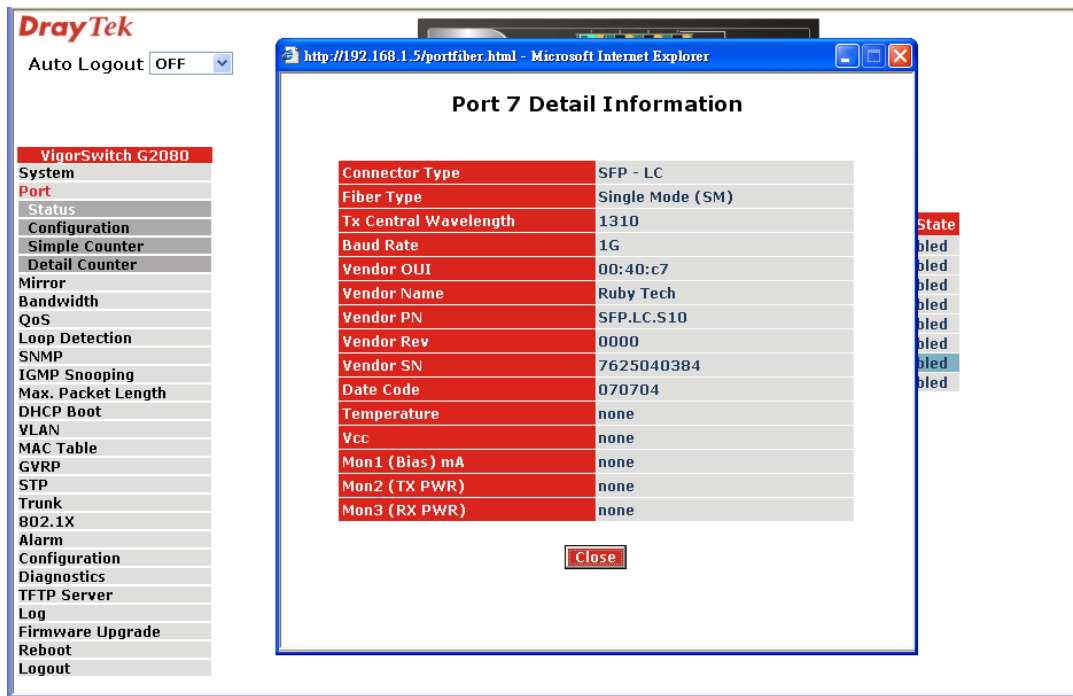 DrayTek
Auto Logout OFF
VigorSwitch G2080
System
Port
Status
Configuration
Simple Counter
Detail Counter
Mirror
Bandwidth
QoS
Loop Detection
SNMP
IGMP Snooping
Max. Packet Length
DHCP Boot
VLAN
MAC Table
GVRP
STP
Trunk
802.1X
Alarm
Configuration
Diagnostics
TFTP Server
Log
Firmware Upgrade
Reboot
Logout
http://192.168.1.5/portfiber.html - Microsoft Internet Explorer
Port 7 Detail Information
Connector Type SFP - LC
Fiber Type Single Mode (SM)
Tx Central Wavelength 1310
Baud Rate 1G
Vendor OUI 00:40:c7
Vendor Name Ruby Tech
Vendor PN SFP.LC.S10
Vendor Rev 0000
Vendor SN 7625040384
Date Code 070704
Temperature none
Vcc none
Mon1 (Bias) mA none
Mon2 (TX PWR) none
Mon3 (RX PWR) none
Close
State
bled
bled
bled
bled
bled
bled
bled
bled